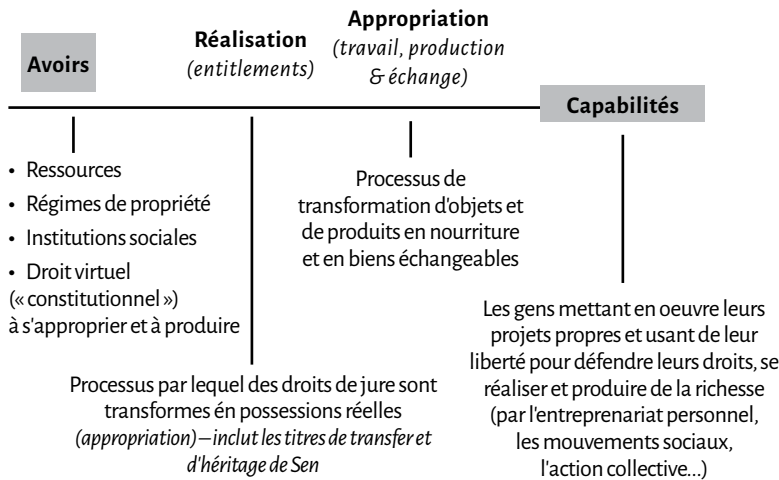 Avoirs
Réalisation
(entitlements)
Appropriation
(travail, production
& échange)
Capabilités
• Ressources
• Régimes de propriété
• Institutions sociales
• Droit virtuel
(« constitutionnel »)
à s'approprier et à produire
Processus par lequel des droits de jure sont
transformes én possessions réelles
(appropriation) – inclut les titres de transfer et
d'héritage de Sen
Processus de
transformation d'objets et
de produits en nourriture
et en biens échangeables
Les gens mettant en oeuvre leurs
projets propres et usant de leur
liberté pour défendre leurs droits, se
réaliser et produire de la richesse
(par l'entreprenariat personnel,
les mouvements sociaux,
l'action collective...)